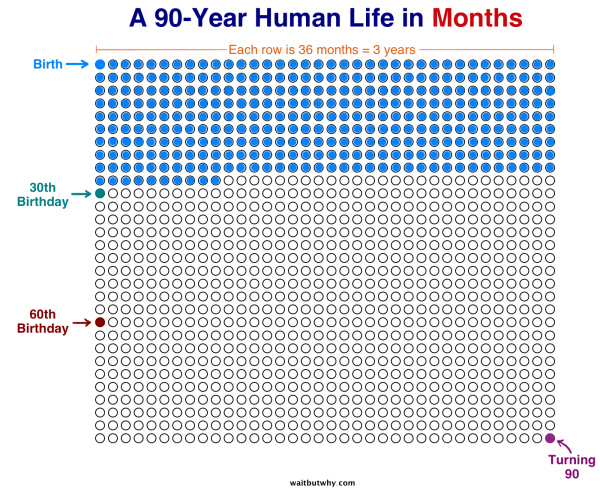 A 90-Year Human Life in Months
Each row is 36 months = 3 years
Birth
30th
Birthday
60th
Birthday
Turning
90
waitbutwhy.com